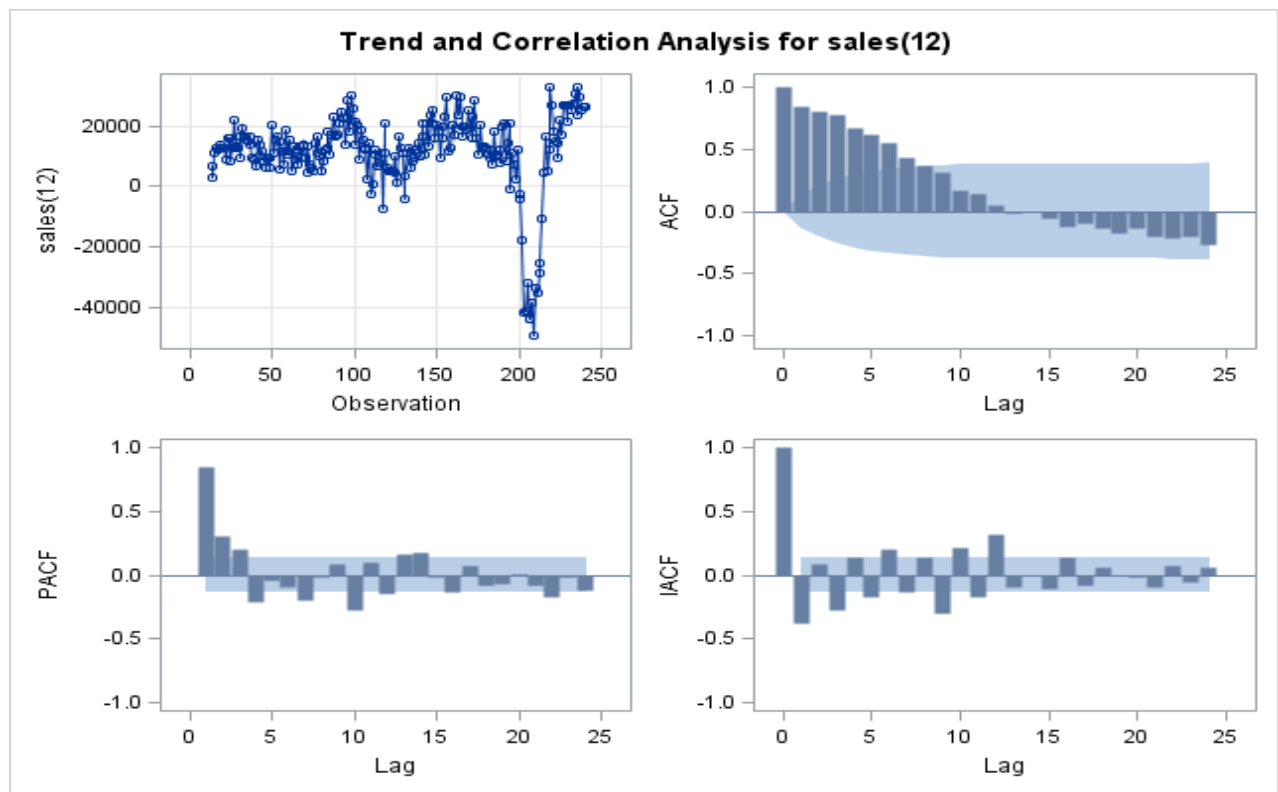 Trend and Correlation Analysis for sales(12)
sales(12)
20000
0
-20000
-40000
0 50 100 150 200 250
Observation
ACF
1.0
0.5
0.0
-0.5
-1.0
0 5 10 15 20 25
Lag
PACF
1.0
0.5
0.0
-0.5
-1.0
0 5 10 15 20 25
Lag
IACF
1.0
0.5
0.0
-0.5
-1.0
0 5 10 15 20 25
Lag